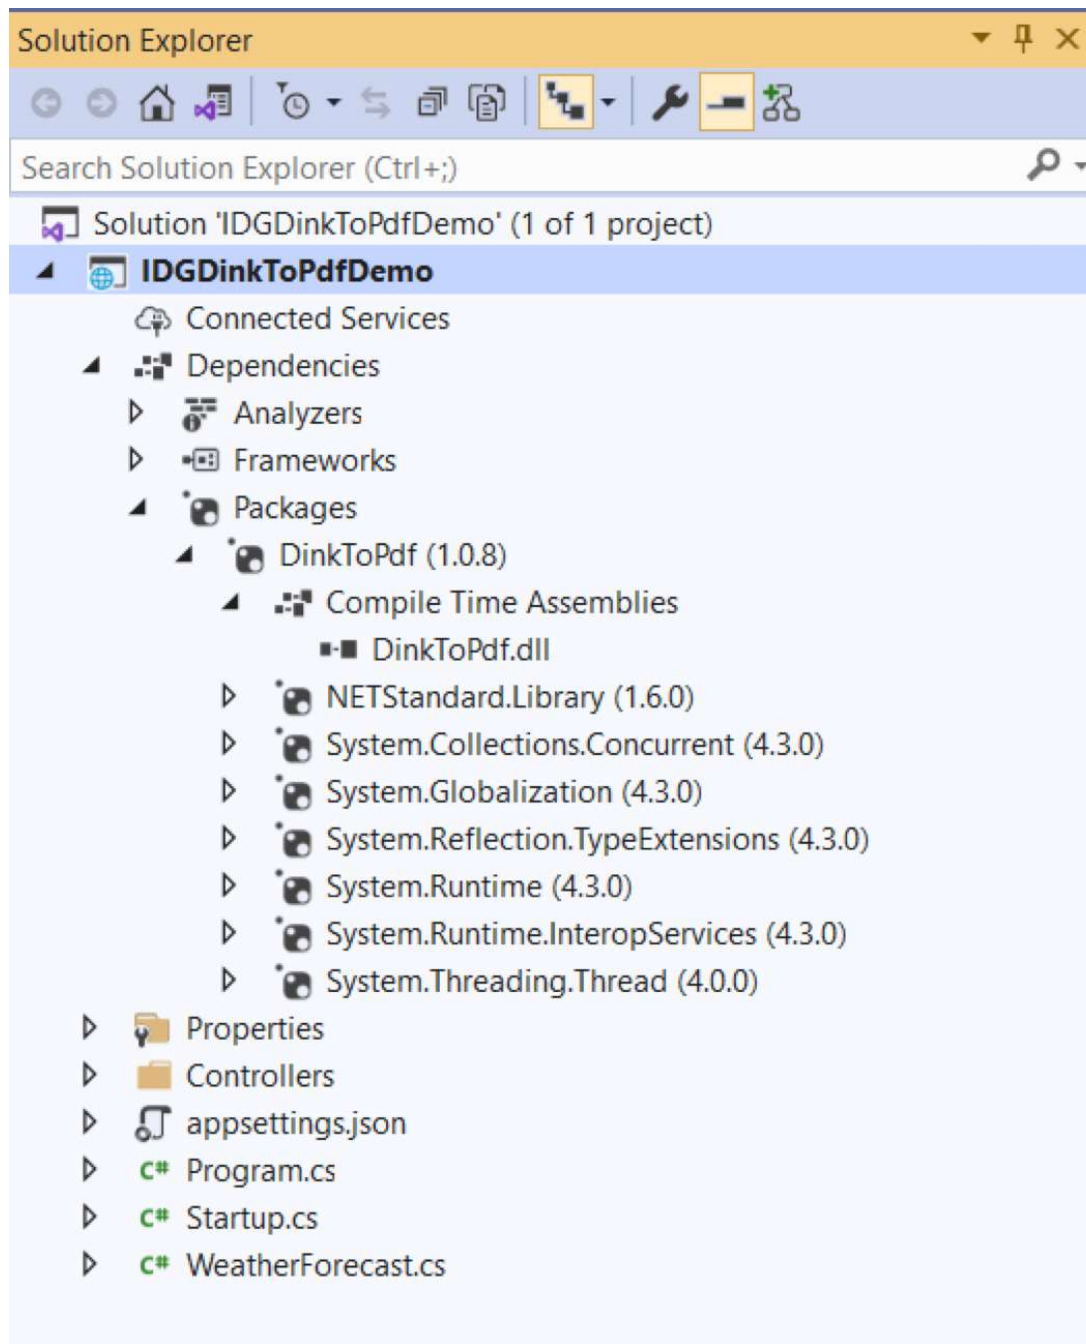 Solution Explorer
Search Solution Explorer (Ctrl+;)
Solution 'IDGDinkToPdfDemo' (1 of 1 project)
IDGDinkToPdfDemo
Connected Services
Dependencies
Analyzers
Frameworks
Packages
DinkToPdf (1.0.8)
Compile Time Assemblies
DinkToPdf.dll
NETStandard.Library (1.6.0)
System.Collections.Concurrent (4.3.0)
System.Globalization (4.3.0)
System.Reflection.TypeExtensions (4.3.0)
System.Runtime (4.3.0)
System.Runtime.InteropServices (4.3.0)
System.Threading.Thread (4.0.0)
Properties
Controllers
appsettings.json
C# Program.cs
C# Startup.cs
C# WeatherForecast.cs